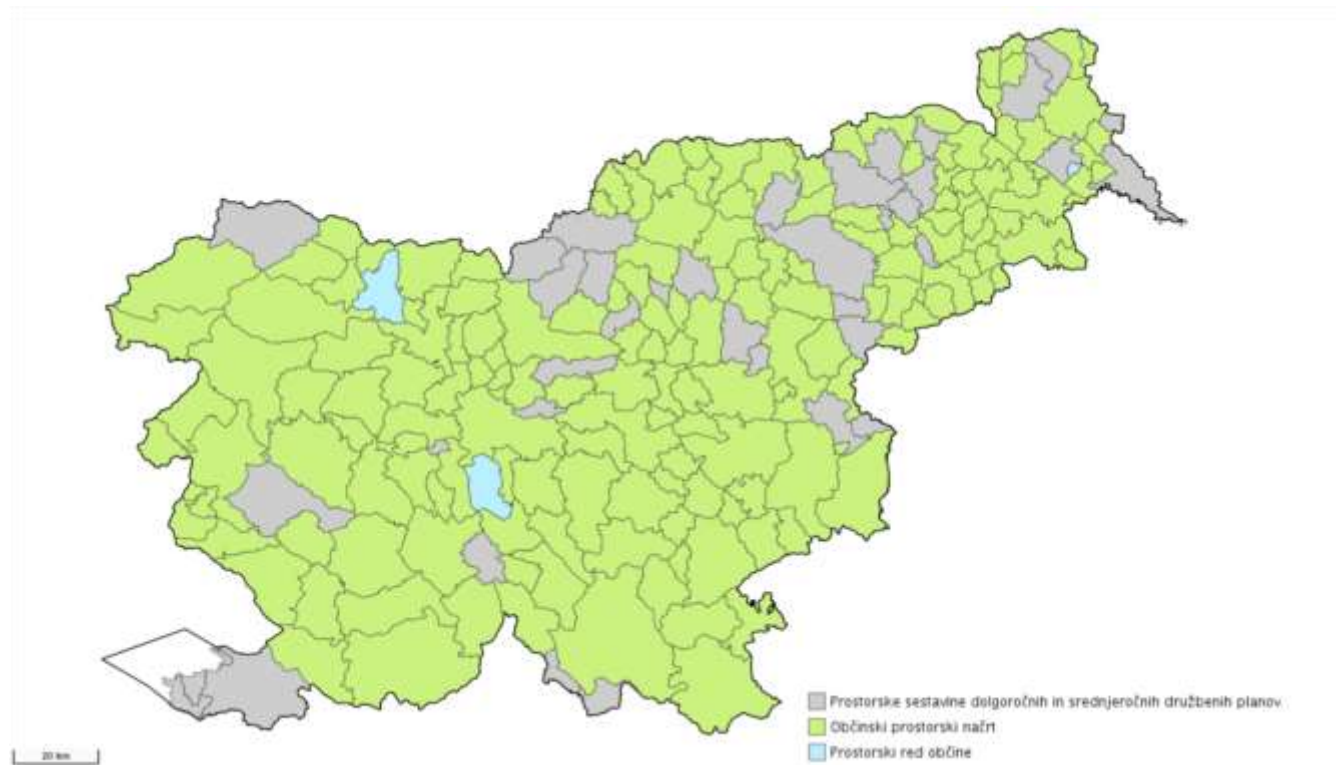 Prostorske sestavine dolgoročnih in srednjeročnih družbenih planov
Občinski prostorski načrt
Prostorski red občine
20 km